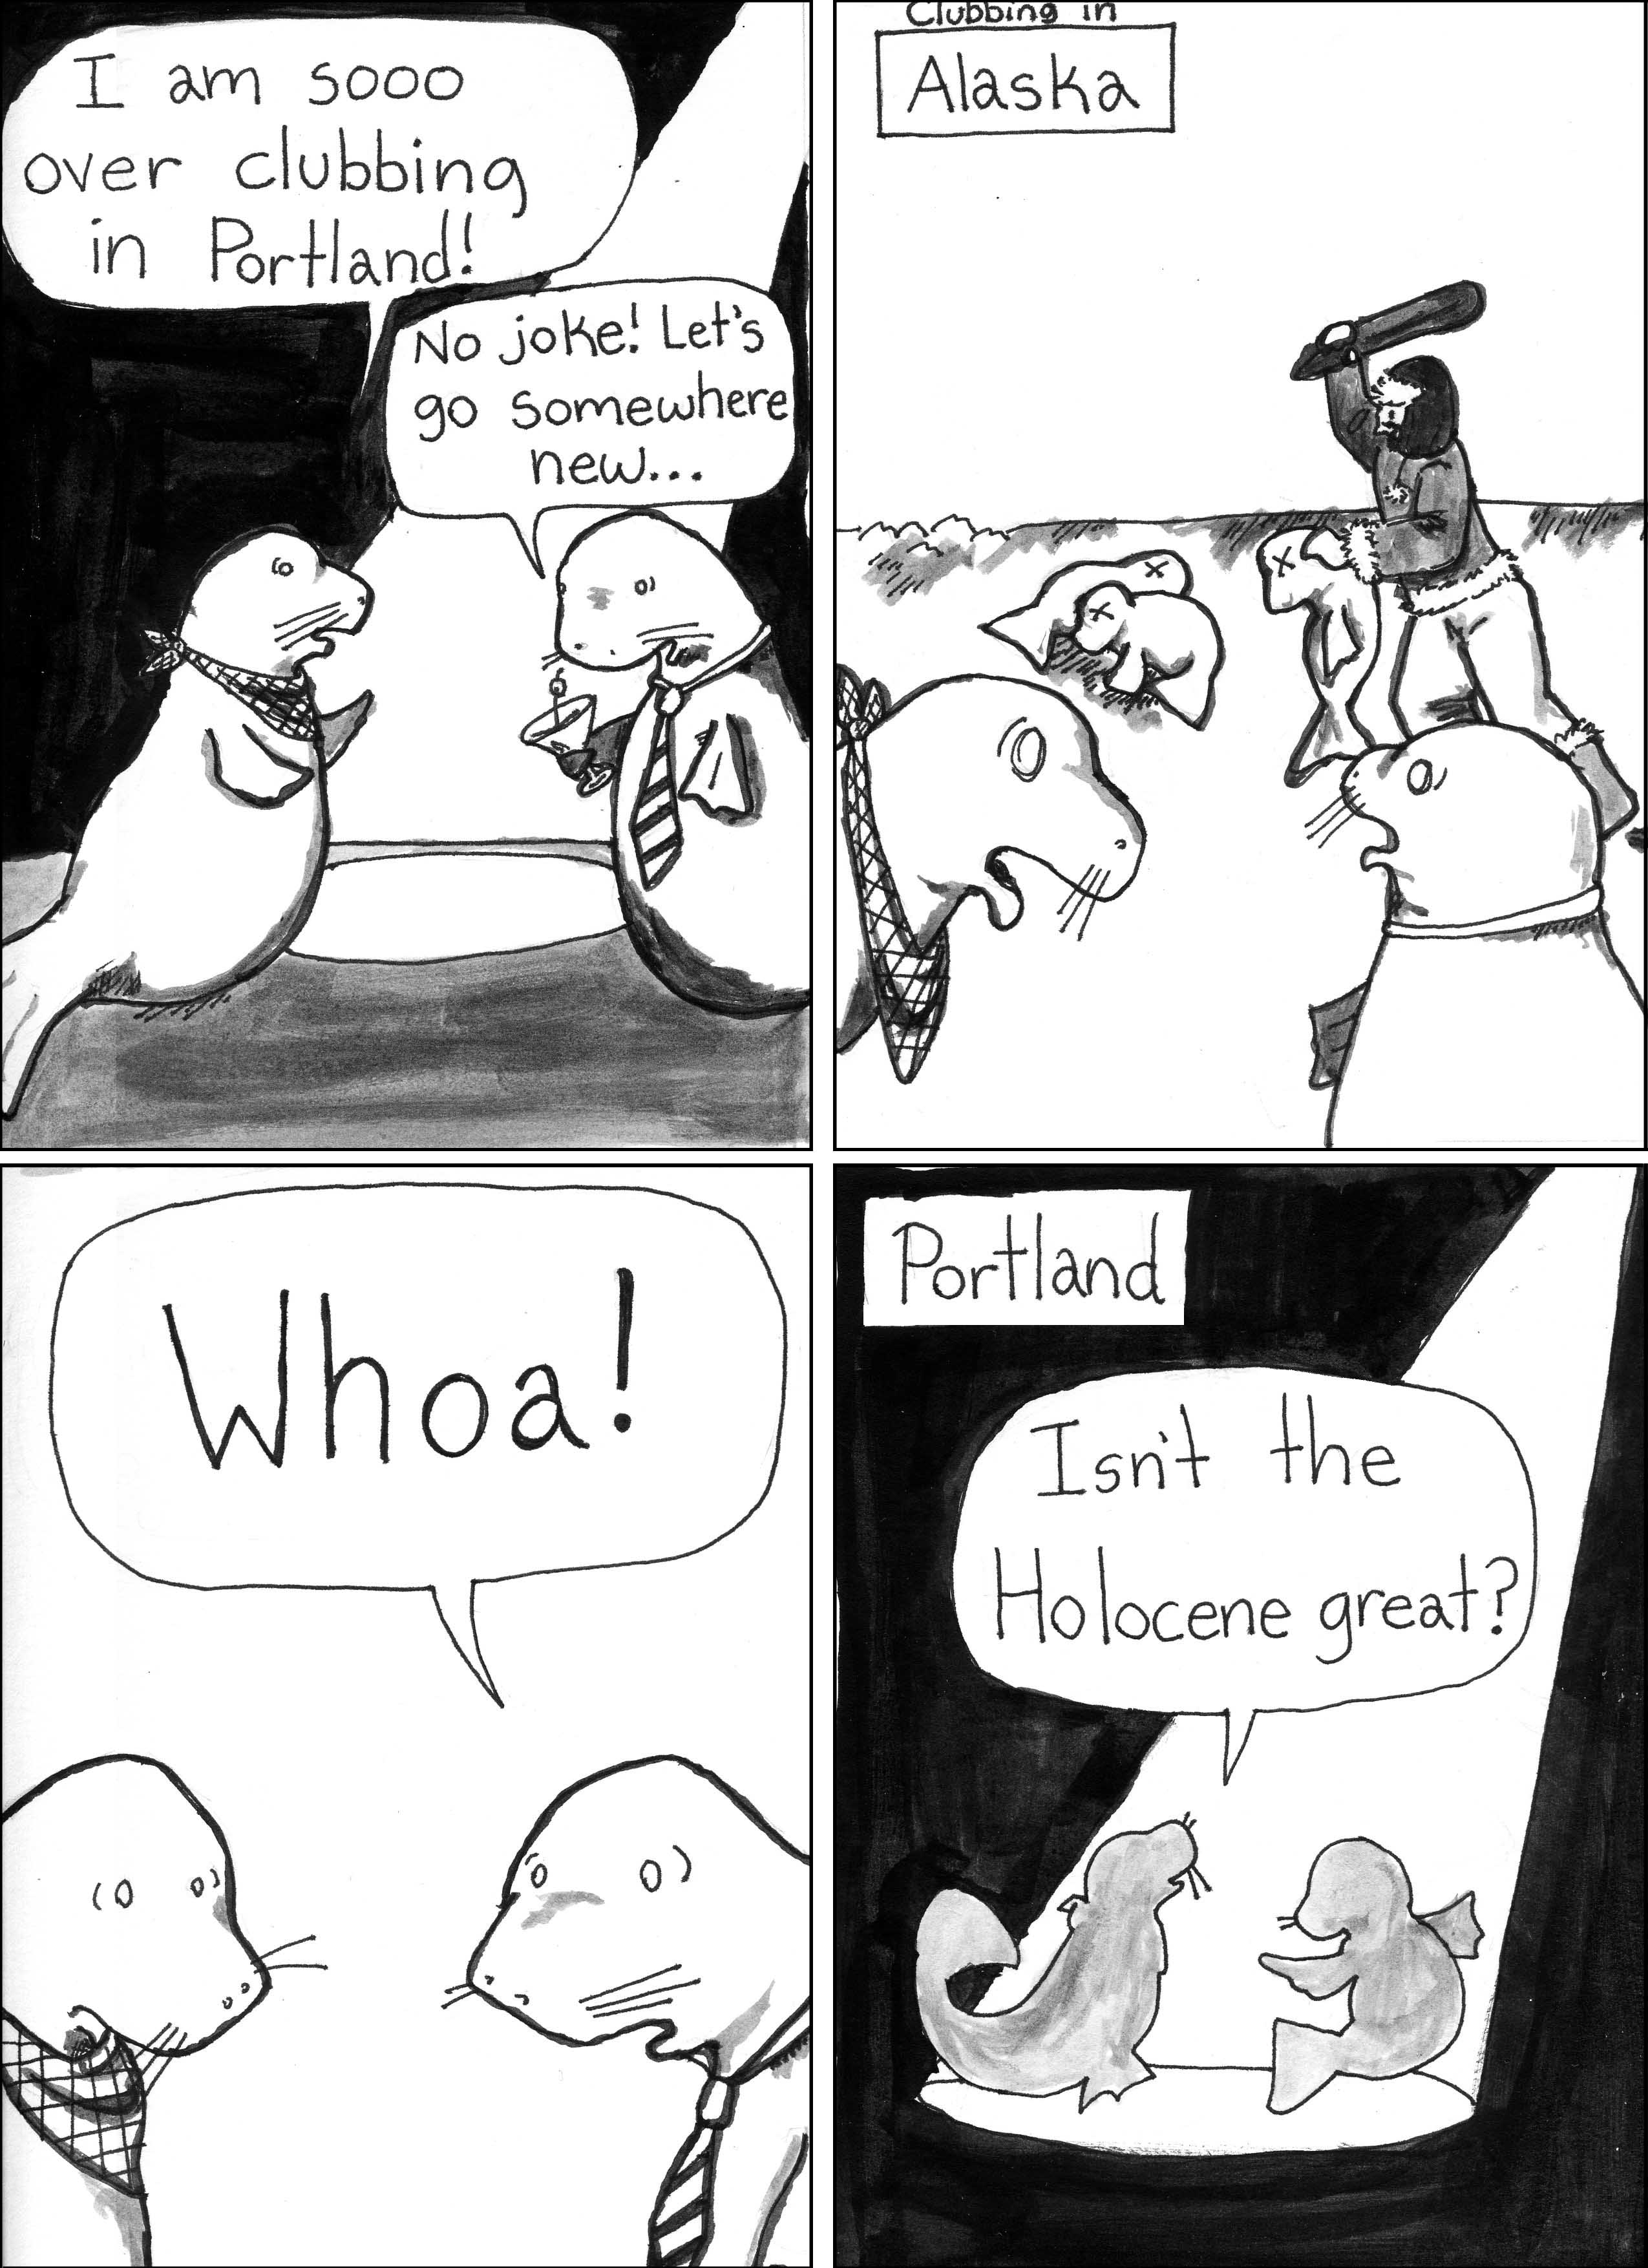 I am sooo
over clubbing
in Portland!
No joke! Let's
go somewhere
new...
Clubbing in
Alaska
Whoa!
Portland
Isn't the
Holocene great?